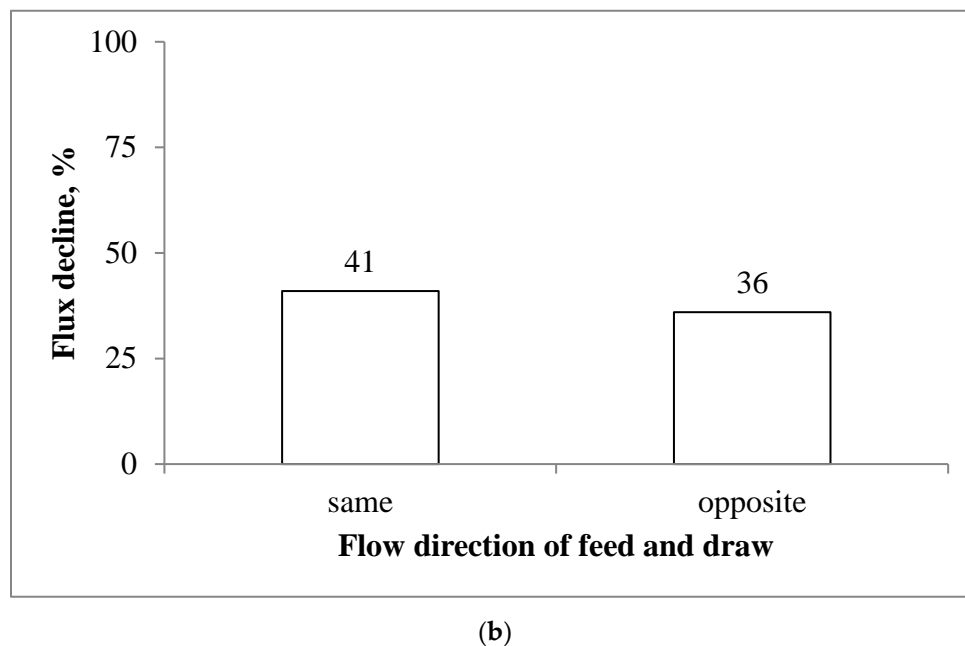 100
75
50
25
0
Flux decline, %
41
36
same
opposite
Flow direction of feed and draw
(b)